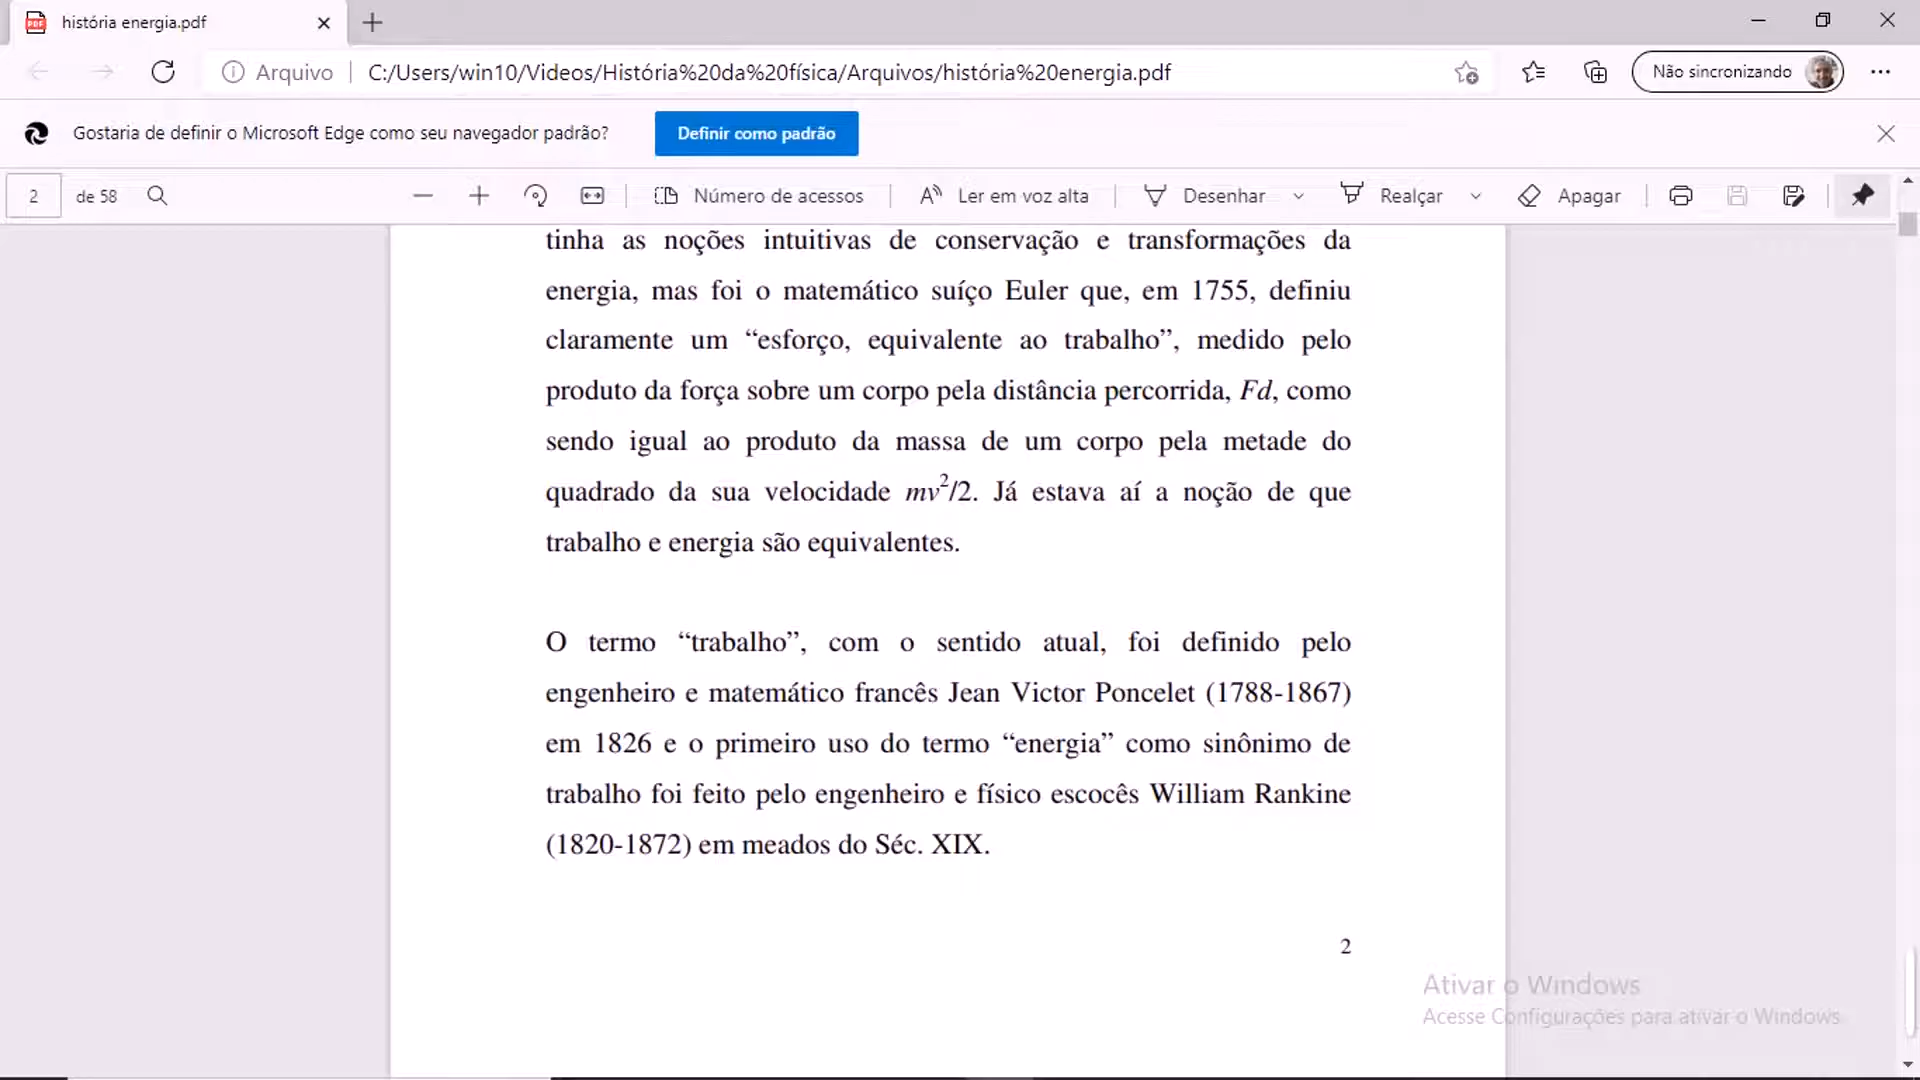 história energia.pdf
Arquivo
C:/Users/win10/Videos/História%20da%20física/Arquivos/história%20energia.pdf
Não sincronizando
Gostaria de definir o Microsoft Edge como seu navegador padrão?
Definir como padrão
2 de 58
Número de acessos
Ler em voz alta
Desenhar
Realçar
Apagar
tinha as noções intuitivas de conservação e transformações da
energia, mas foi o matemático suíço Euler que, em 1755, definiu
claramente um “esforço, equivalente ao trabalho”, medido pelo
produto da força sobre um corpo pela distância percorrida, Fd, como
sendo igual ao produto da massa de um corpo pela metade do
quadrado da sua velocidade mv²/2. Já estava aí a noção de que
trabalho e energia são equivalentes.
O termo “trabalho”, com o sentido atual, foi definido pelo
engenheiro e matemático francês Jean Victor Poncelet (1788-1867)
em 1826 e o primeiro uso do termo “energia” como sinônimo de
trabalho foi feito pelo engenheiro e físico escocês William Rankine
(1820-1872) em meados do Séc. XIX.
2
Ativar o Windows
Acesse Configurações para ativar o Windows.